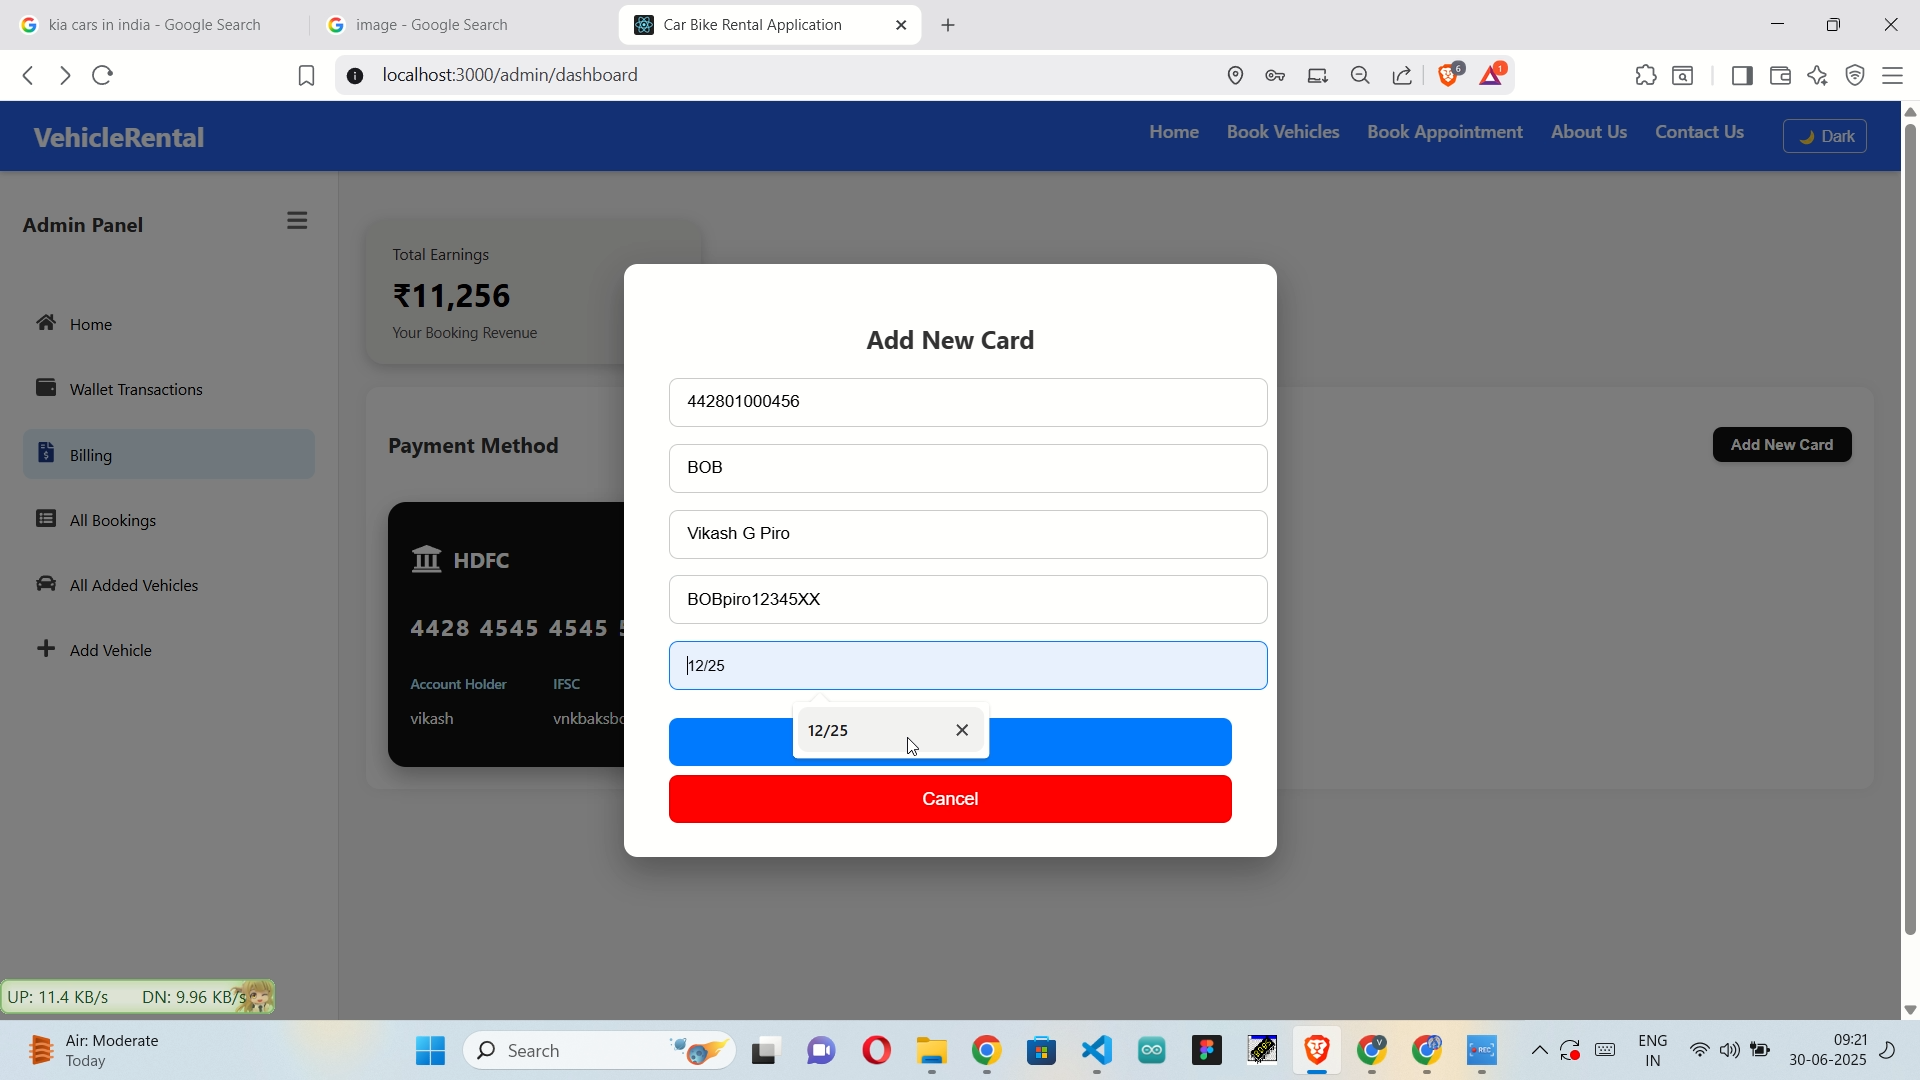 kia cars in india - Google Search
image - Google Search
Car Bike Rental Application
localhost:3000/admin/dashboard
6
1
VehicleRental
Home
Book Vehicles
Book Appointment
About Us
Contact Us
🌙 Dark
Admin Panel
Home
Wallet Transactions
Billing
All Bookings
All Added Vehicles
Add Vehicle
Total Earnings
₹11,256
Your Booking Revenue
Payment Method
Add New Card
HDFC
4428 4545 4545
Account Holder
IFSC
vikash
Add New Card
442801000456
BOB
Vikash G Piro
BOBpiro12345XX
12/25
12/25
Cancel
UP: 11.4 KB/s DN: 9.96 KB/s
Air: Moderate
Today
Search
V
REC
ENG
IN
09:21
30-06-2025